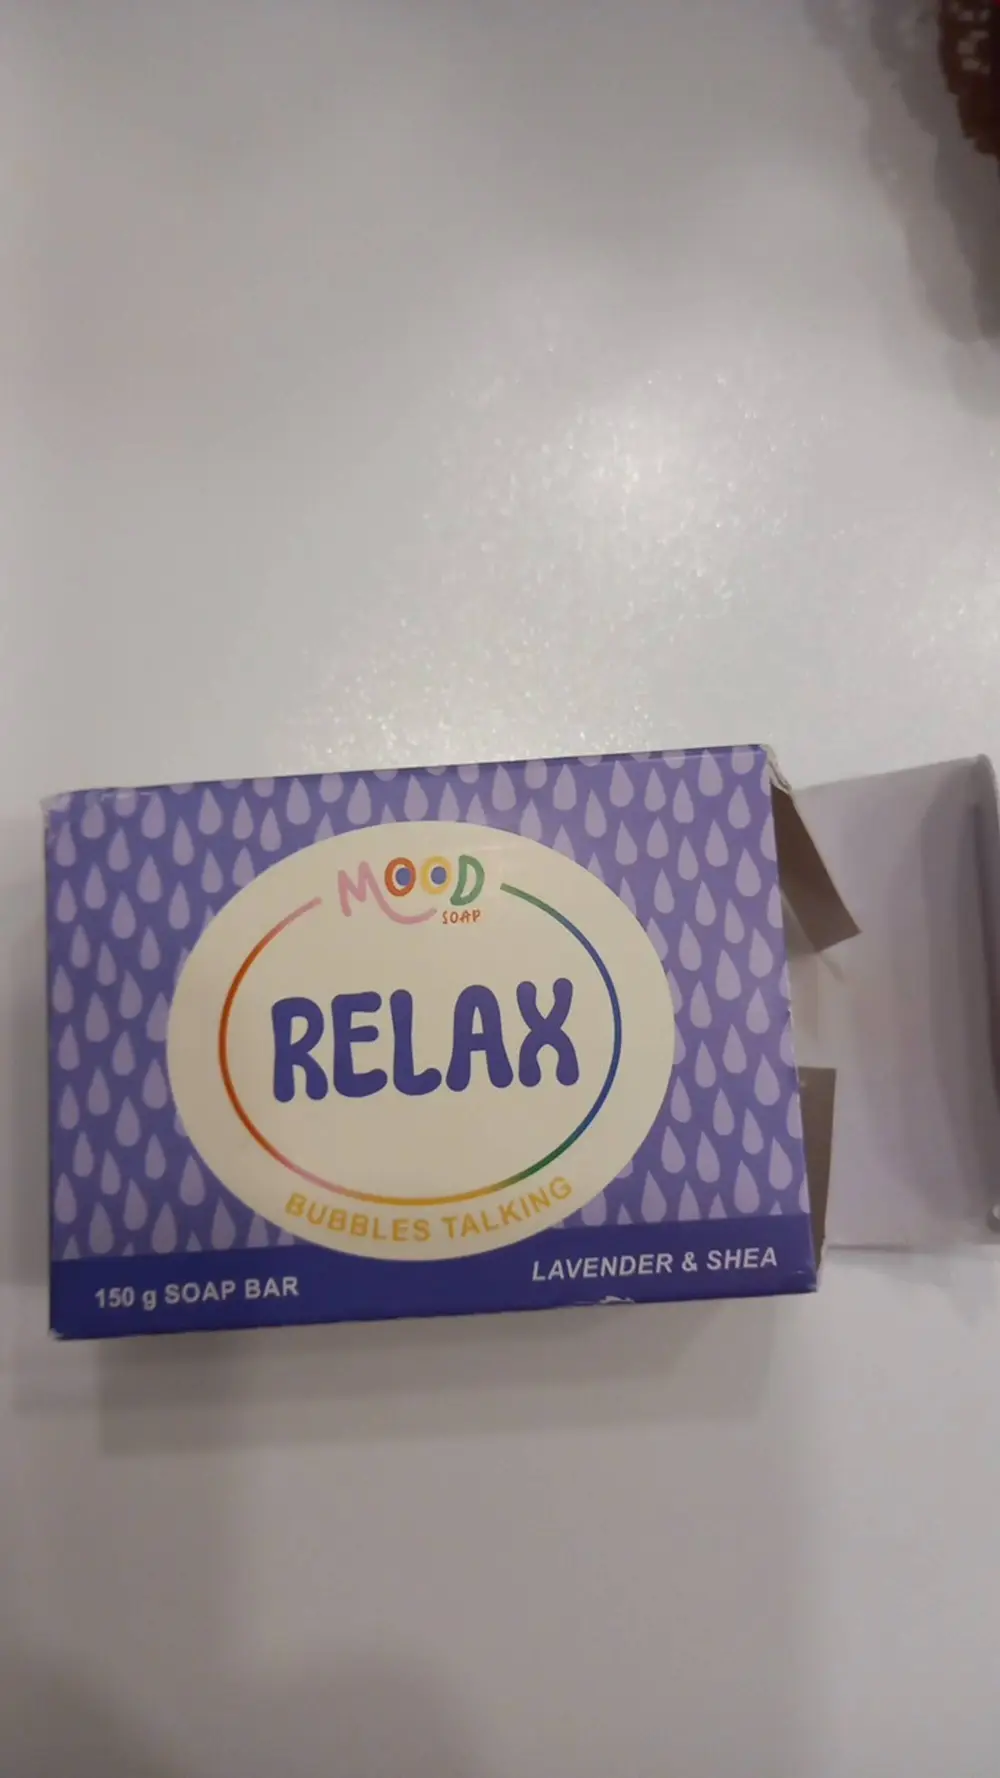 MOOD
SOAP
RELAX
BUBBLES TALKING
150 g SOAP BAR
LAVENDER & SHEA